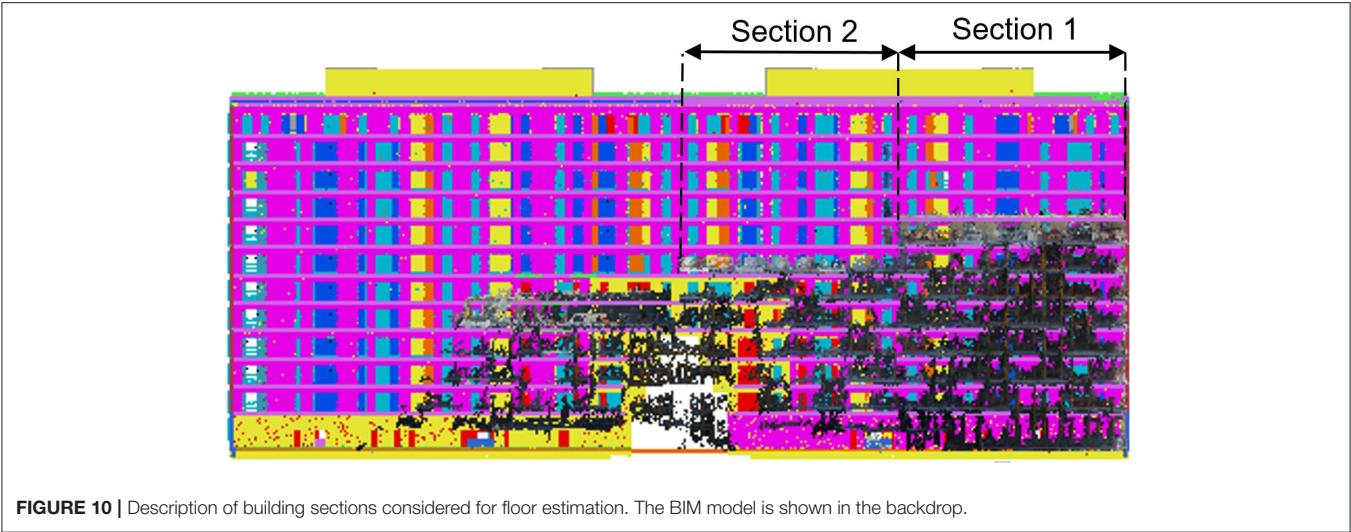 Section 2
Section 1
FIGURE 10 | Description of building sections considered for floor estimation. The BIM model is shown in the backdrop.